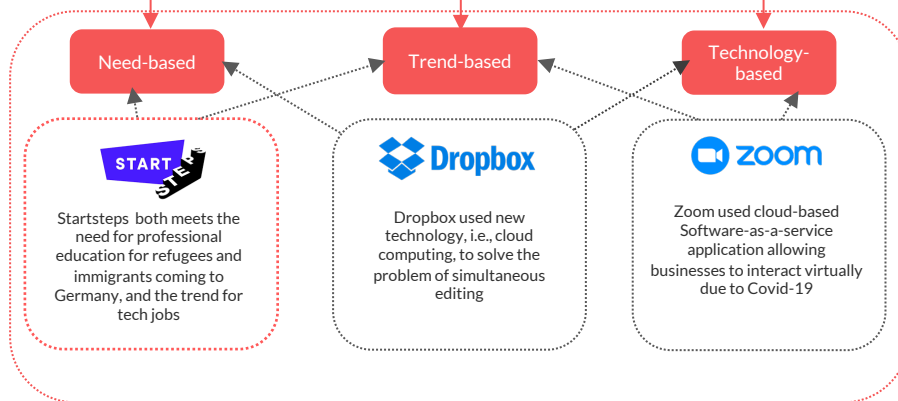 Need-based
Trend-based
Technology-
based
START
STEPS
Startsteps both meets the
need for professional
education for refugees and
immigrants coming to
Germany, and the trend for
tech jobs
Dropbox
Dropbox used new
technology, i.e., cloud
computing, to solve the
problem of simultaneous
editing
zoom
Zoom used cloud-based
Software-as-a-service
application allowing
businesses to interact virtually
due to Covid-19